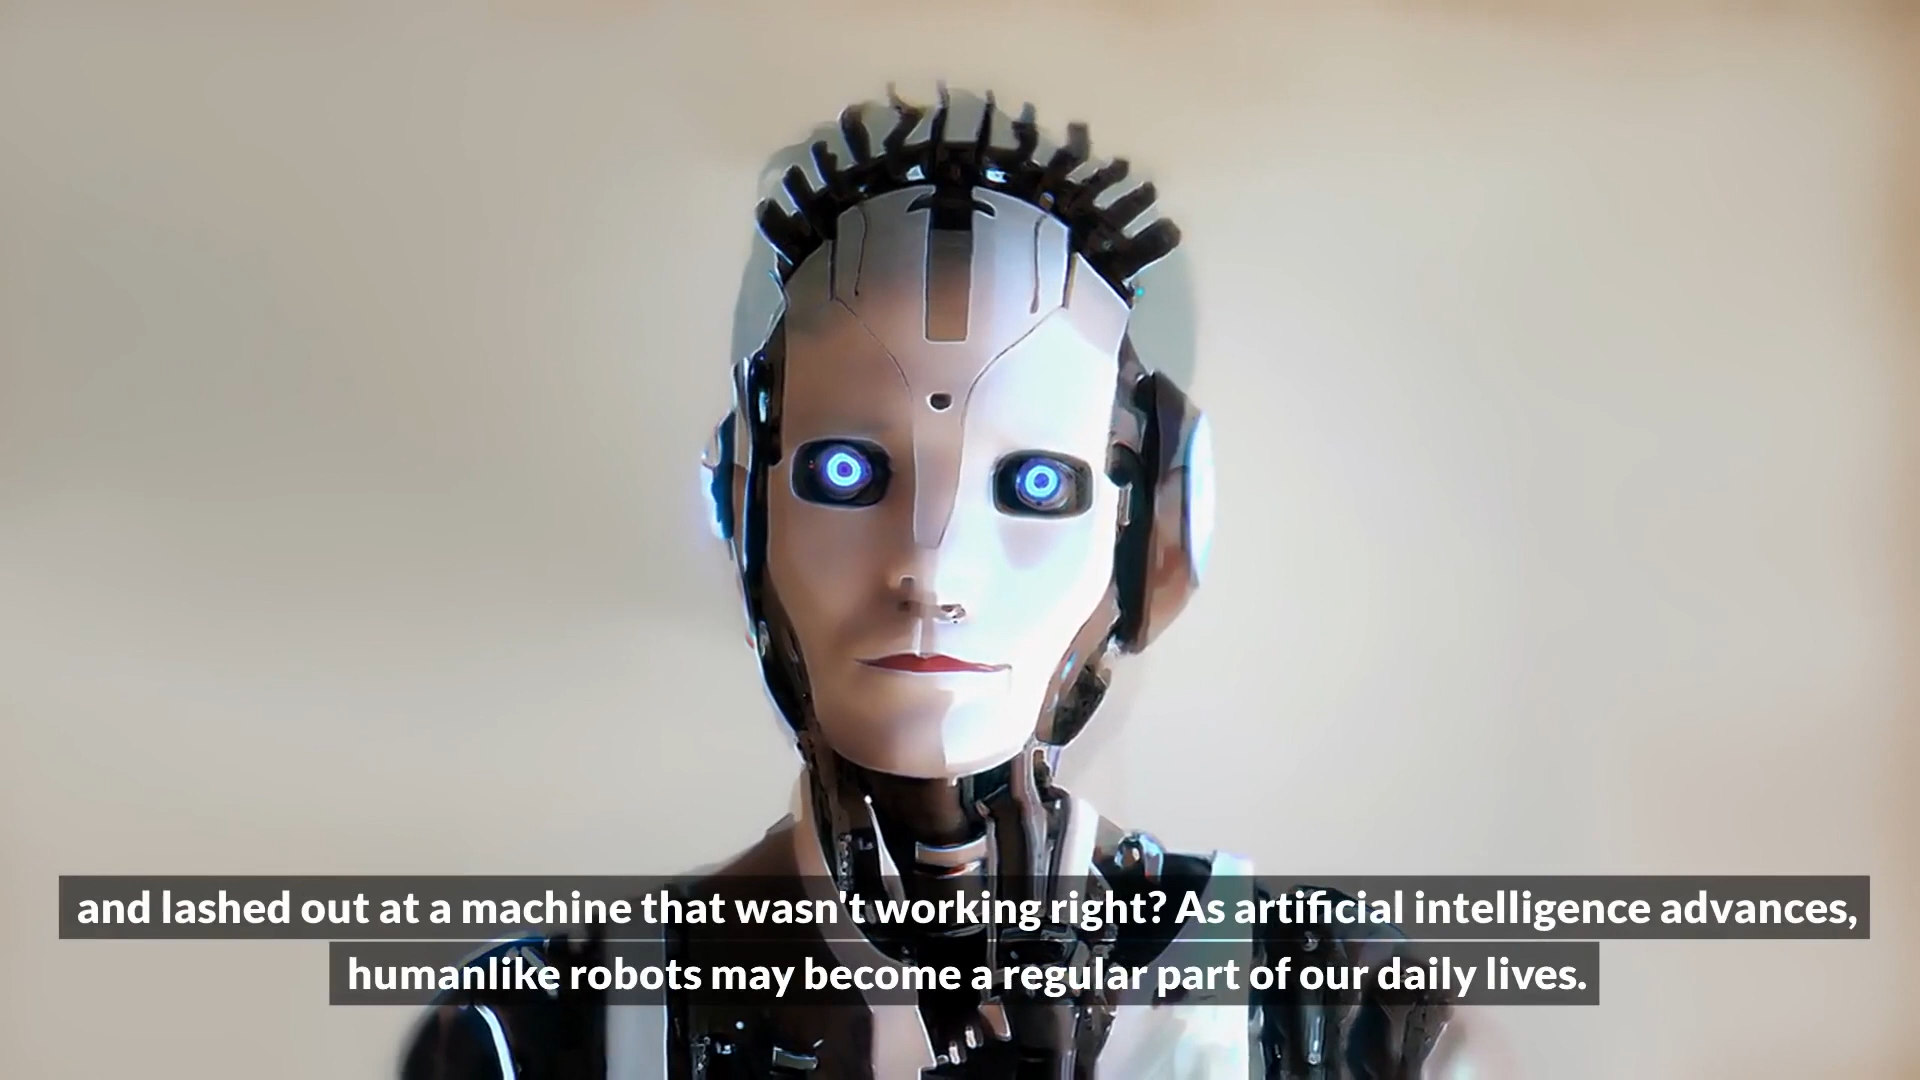 and lashed out at a machine that wasn't working right? As artificial intelligence advances,
humanlike robots may become a regular part of our daily lives.